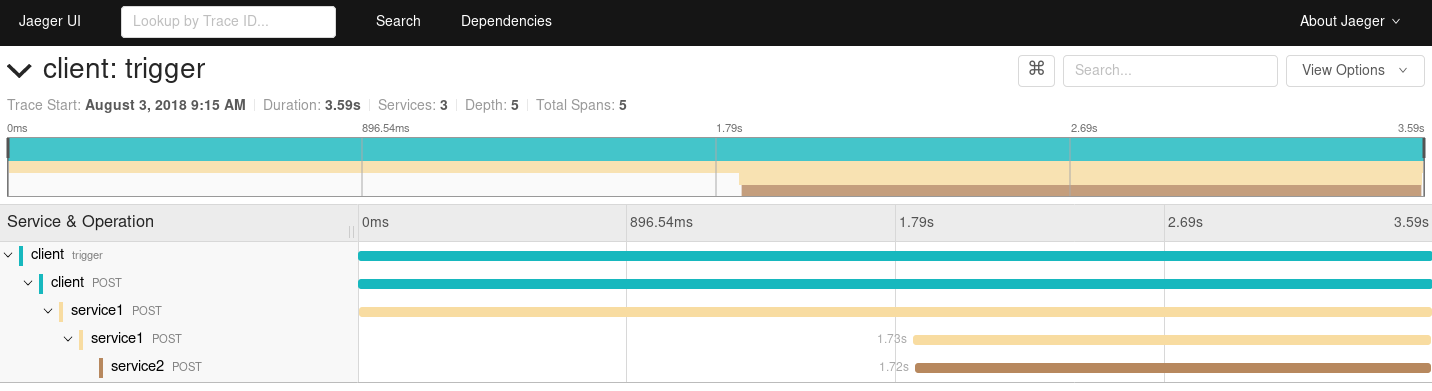 Jaeger UI Lookup by Trace ID... Search Dependencies About Jaeger
client: trigger ⌘ Search... View Options
Trace Start: August 3, 2018 9:15 AM Duration: 3.59s Services: 3 Depth: 5 Total Spans: 5
0ms 896.54ms 1.79s 2.69s 3.59s
Service & Operation 0ms 896.54ms 1.79s 2.69s 3.59s
client trigger
client POST
service1 POST
service1 POST 1.73s
service2 POST 1.72s